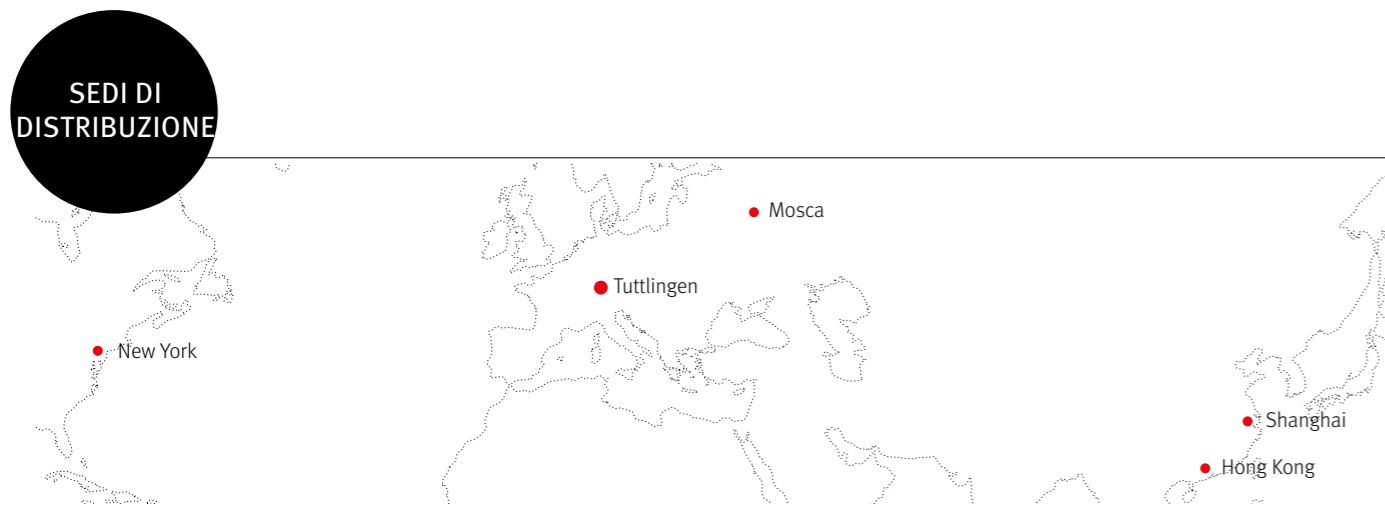 SEDI DI
DISTRIBUZIONE
Mosca
Tuttlingen
New York
Shanghai
Hong Kong